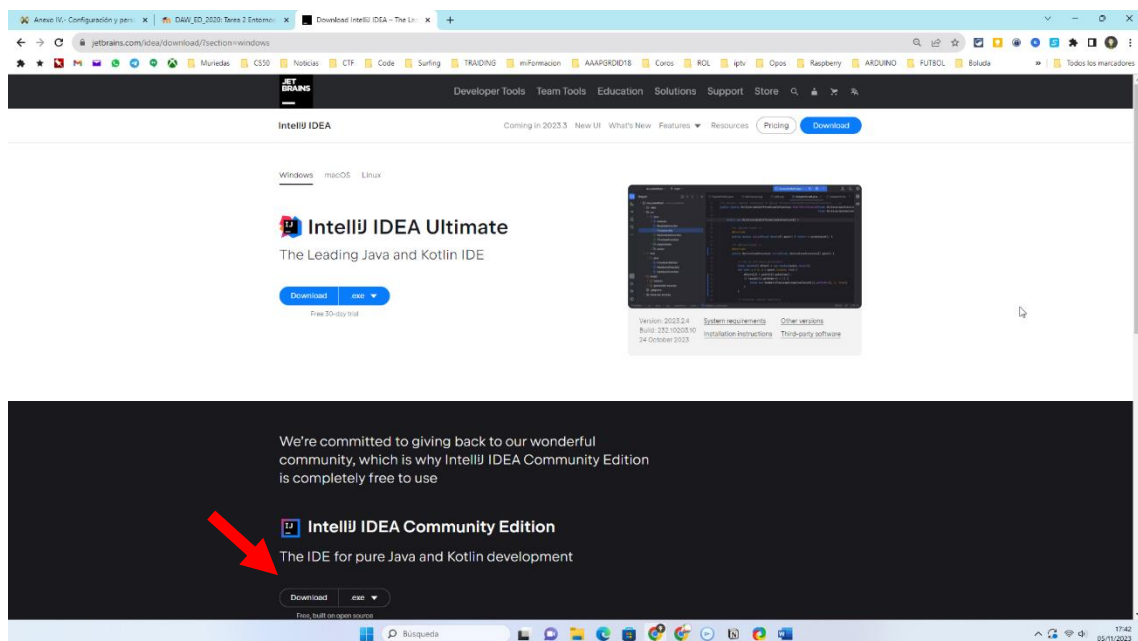 Anexo IV.- Configuración y pers
DAW_ED_2020: Tarea 2 Entorno
Download IntelliJ IDEA – The Le
jetbrains.com/idea/download/?section=windows
Muriedas CS50 Noticias CTF Code Surfing TRAIDING miFormacion AAAPGRDID18 Coros ROL iptv Opos Raspberry ARDUINO FUTBOL Boluda » Todos los marcadores
JET
BRAINS
Developer Tools Team Tools Education Solutions Support Store
IntelliJ IDEA
Coming in 2023.3 New UI What's New Features Resources Pricing Download
Windows macOS Linux
IntelliJ IDEA Ultimate
The Leading Java and Kotlin IDE
Download .exe
Free 30-day trial
Version: 2023.2.4 System requirements Other versions
Build: 232.10203.10 Installation instructions Third-party software
24 October 2023
We're committed to giving back to our wonderful
community, which is why IntelliJ IDEA Community Edition
is completely free to use
IntelliJ IDEA Community Edition
The IDE for pure Java and Kotlin development
Download .exe
Free, built on open source
Búsqueda
17:42
05/11/2023